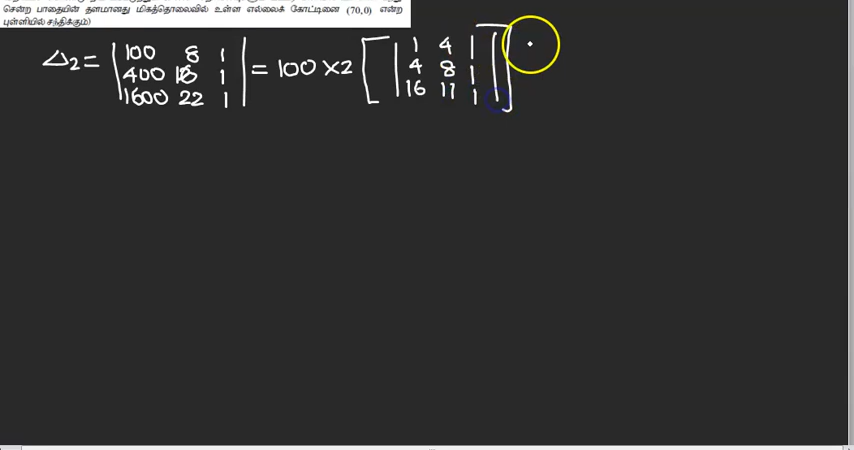 சென்ற பாதையின் தளமானது மிகத்தொலைவில் உள்ள எல்லைக் கோட்டினை (70,0) என்ற
புள்ளியில் சந்திக்கும்)
Δ2 = | 100 8 1 | = 100 × 2 [ | 1 4 1 | ]
| 400 18 1 | | 4 8 1 |
| 1600 22 1 | | 16 11 1 |